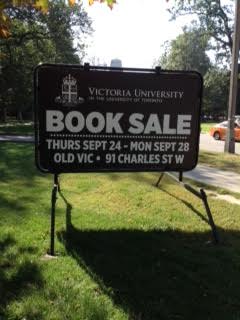 VICTORIA UNIVERSITY
IN THE UNIVERSITY OF TORONTO
BOOK SALE
THURS SEPT 24 - MON SEPT 28
OLD VIC • 91 CHARLES ST W